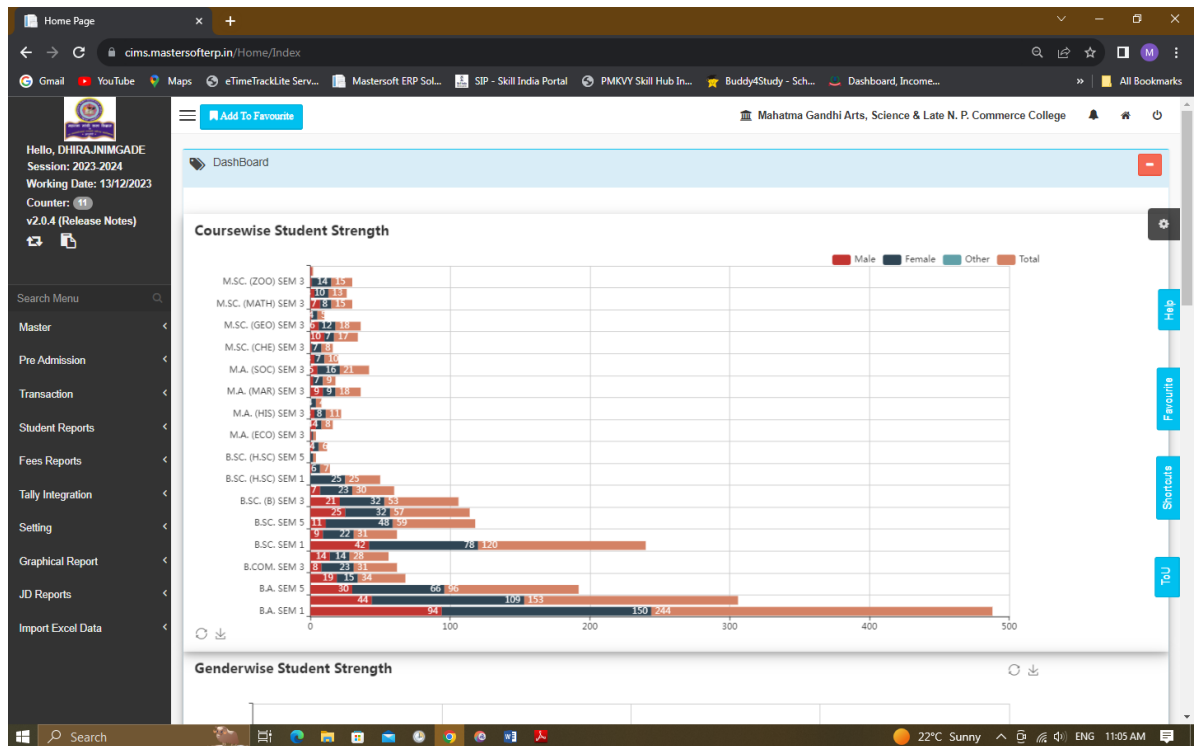 Home Page
cims.mastersofterp.in/Home/Index
M
Gmail YouTube Maps eTimeTrackLite Serv... Mastersoft ERP Sol... SIP - Skill India Portal PMKVY Skill Hub In... Buddy4Study - Sch... Dashboard, Income... » All Bookmarks
Add To Favourite
Mahatma Gandhi Arts, Science & Late N. P. Commerce College
Hello, DHIRAJNIMGADE
Session: 2023-2024
Working Date: 13/12/2023
Counter: 11
v2.0.4 (Release Notes)
Search Menu
Master
Pre Admission
Transaction
Student Reports
Fees Reports
Tally Integration
Setting
Graphical Report
JD Reports
Import Excel Data
DashBoard
Coursewise Student Strength
Male Female Other Total
M.SC. (ZOO) SEM 3 14 15
10 13
M.SC. (MATH) SEM 3 7 8 15
M.SC. (GEO) SEM 3 6 12 18
10 7 17
M.SC. (CHE) SEM 3 7 8
7 10
M.A. (SOC) SEM 3 5 16 21
7 9
M.A. (MAR) SEM 3 9 9 18
M.A. (HIS) SEM 3 8 11
4 8
M.A. (ECO) SEM 3
4 6
B.SC. (H.SC) SEM 5
6 7
B.SC. (H.SC) SEM 1 25 25
7 23 30
B.SC. (B) SEM 3 21 32 53
25 32 57
B.SC. SEM 5 11 48 59
9 22 31
B.SC. SEM 1 42 78 120
14 14 28
B.COM. SEM 3 8 23 31
19 15 34
B.A. SEM 5 30 66 96
44 109 153
B.A. SEM 1 94 150 244
0 100 200 300 400 500
Help
Favourite
Shortcuts
ToU
Genderwise Student Strength
Search
22°C Sunny ENG 11:05 AM